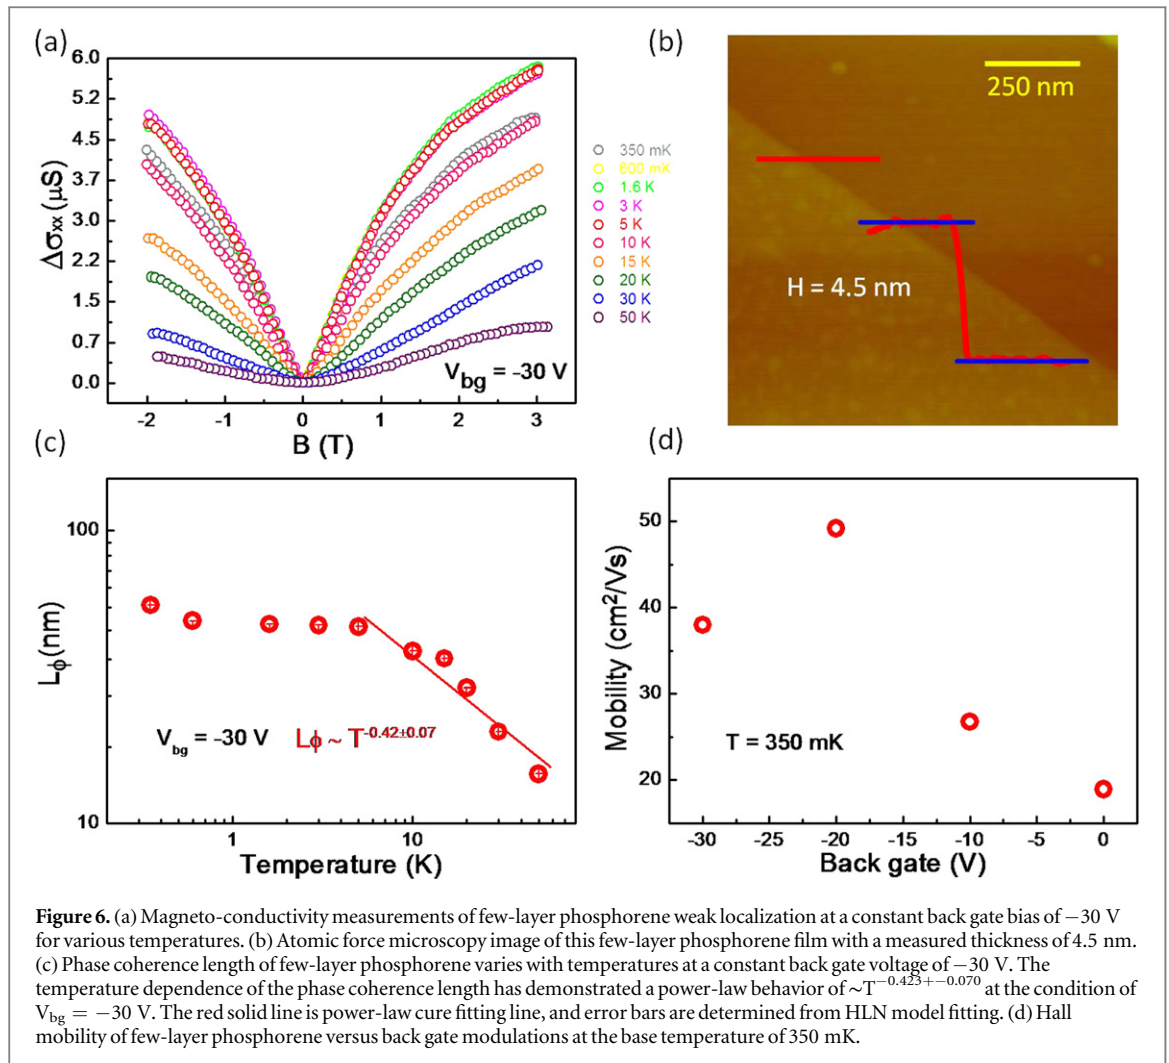 (a)
6.0
5.2
4.5
3.7
3.0
2.2
1.5
0.7
0.0
Δσxx (μS)
-2
-1
0
1
2
3
B (T)
Vbg = -30 V
350 mK
600 mK
1.6 K
3 K
5 K
10 K
15 K
20 K
30 K
50 K
(b)
250 nm
H = 4.5 nm
(c)
100
10
Lϕ(nm)
Vbg = -30 V
Lϕ ~ T-0.42±0.07
1
10
Temperature (K)
(d)
50
40
30
20
Mobility (cm²/Vs)
T = 350 mK
-30
-25
-20
-15
-10
-5
0
Back gate (V)
Figure 6. (a) Magneto-conductivity measurements of few-layer phosphorene weak localization at a constant back gate bias of −30 V
for various temperatures. (b) Atomic force microscopy image of this few-layer phosphorene film with a measured thickness of 4.5 nm.
(c) Phase coherence length of few-layer phosphorene varies with temperatures at a constant back gate voltage of −30 V. The
temperature dependence of the phase coherence length has demonstrated a power-law behavior of ~T−0.423+−0.070 at the condition of
Vbg = −30 V. The red solid line is power-law cure fitting line, and error bars are determined from HLN model fitting. (d) Hall
mobility of few-layer phosphorene versus back gate modulations at the base temperature of 350 mK.